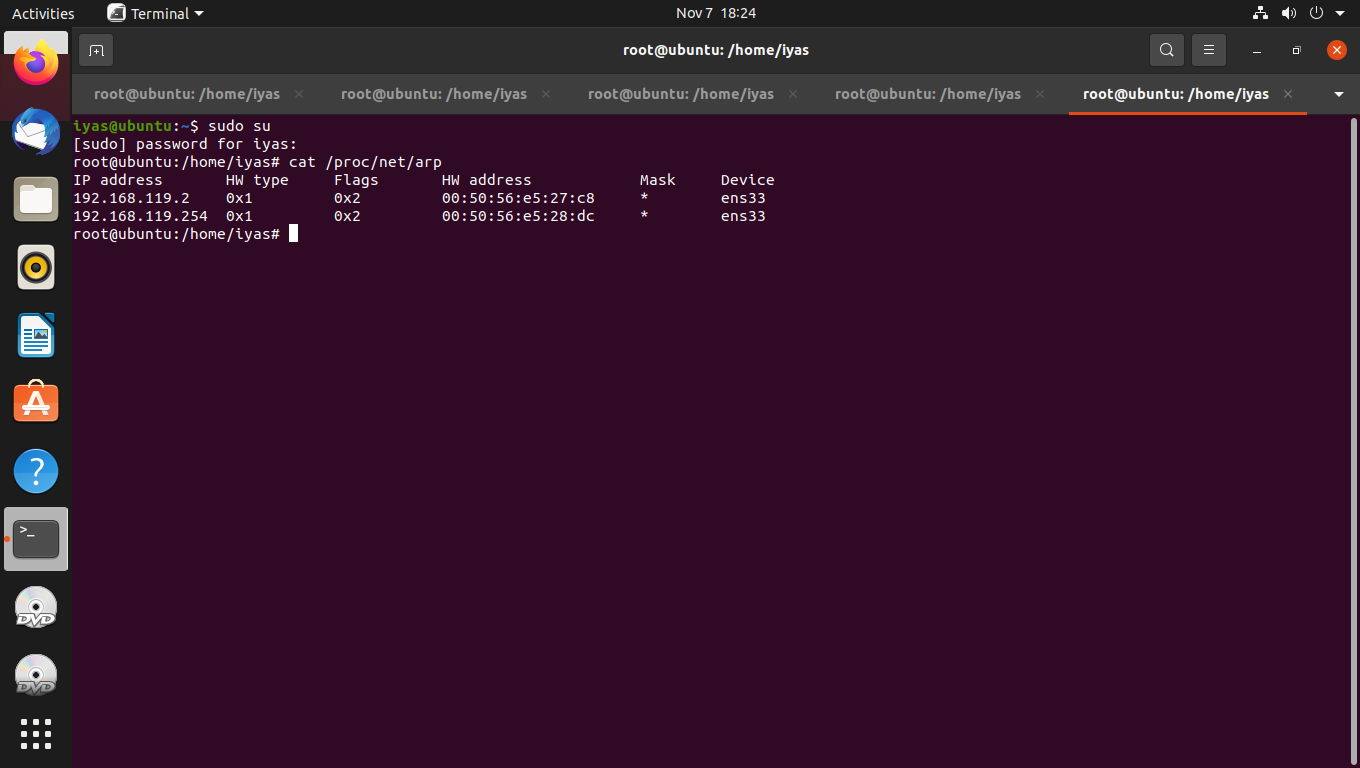 Activities Terminal Nov 7 18:24
root@ubuntu: /home/iyas
root@ubuntu: /home/iyas root@ubuntu: /home/iyas root@ubuntu: /home/iyas root@ubuntu: /home/iyas root@ubuntu: /home/iyas
iyas@ubuntu:~$ sudo su
[sudo] password for iyas:
root@ubuntu:/home/iyas# cat /proc/net/arp
IP address HW type Flags HW address Mask Device
192.168.119.2 0x1 0x2 00:50:56:e5:27:c8 * ens33
192.168.119.254 0x1 0x2 00:50:56:e5:28:dc * ens33
root@ubuntu:/home/iyas#
?
>_
DVD
DVD